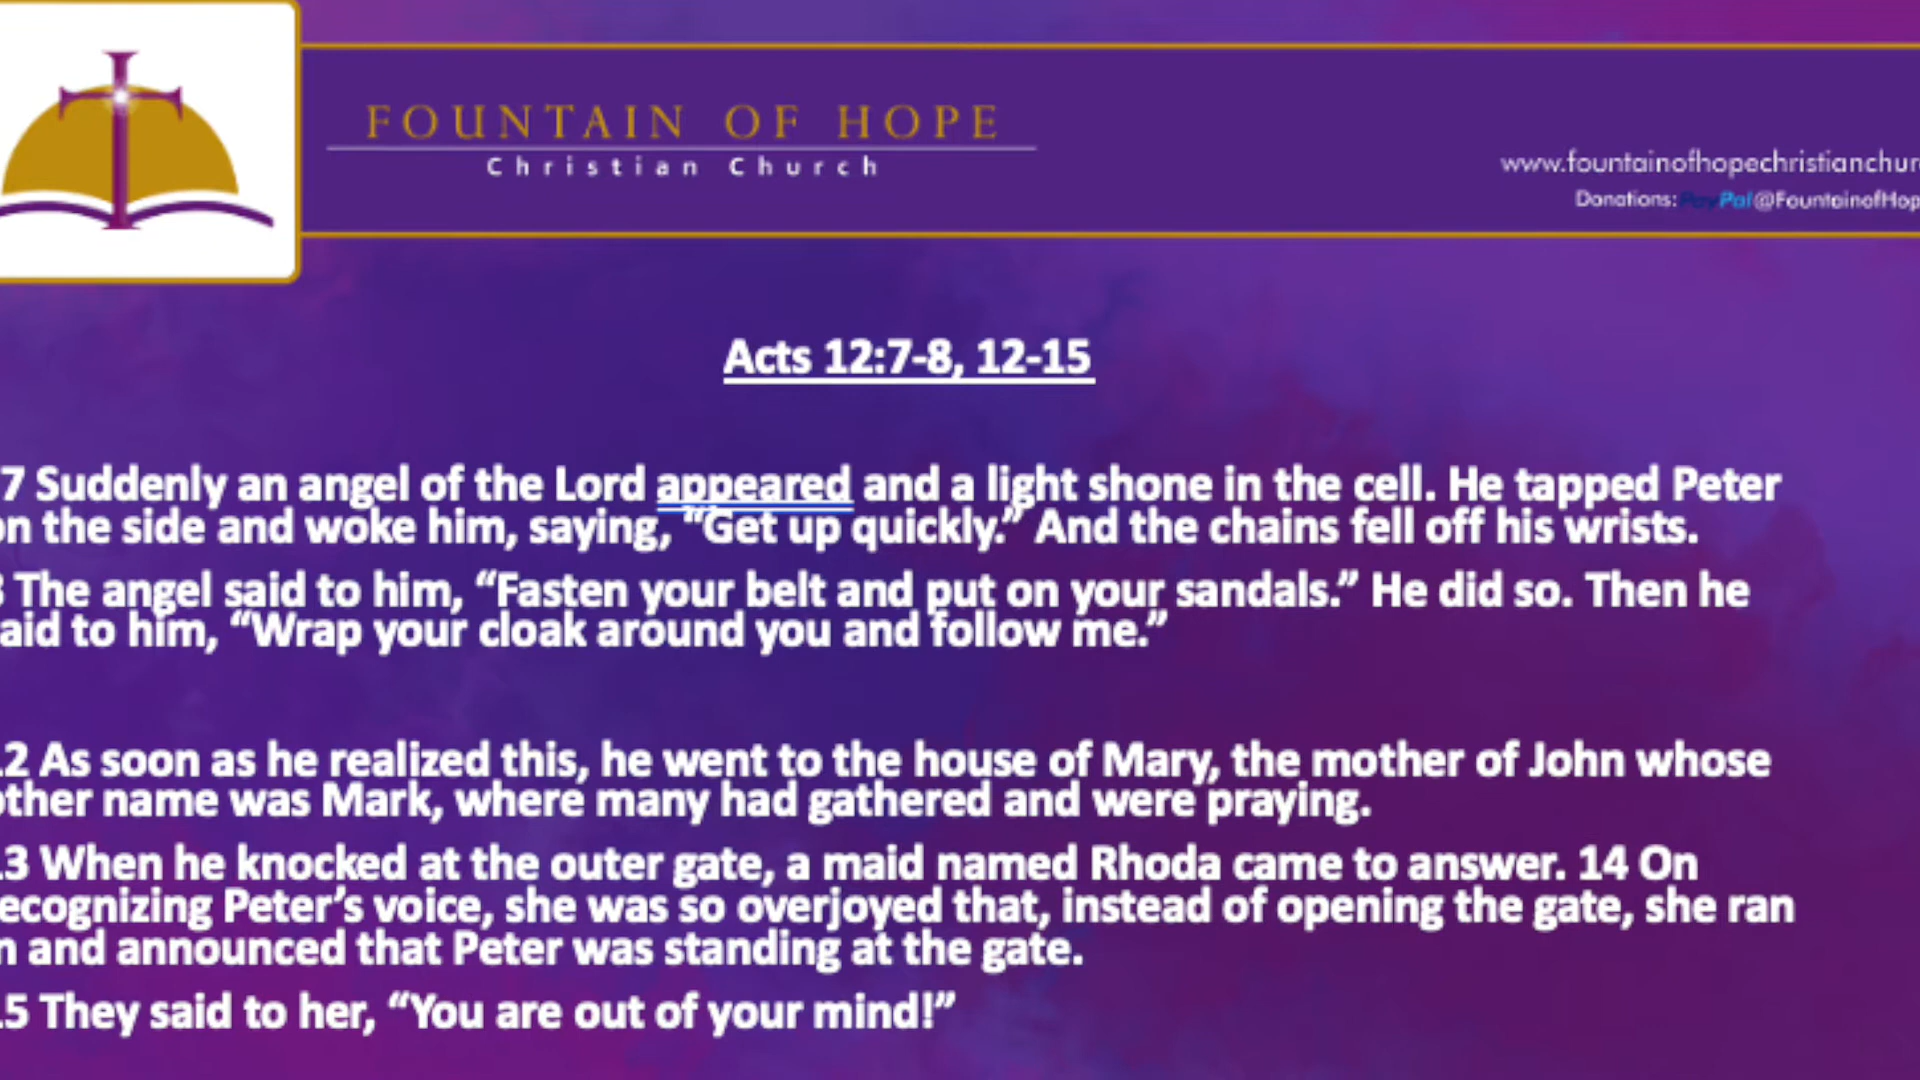 FOUNTAIN OF HOPE
Christian Church
www.fountainofhopechristianchur
Donations: PayPal@FountainofHop
Acts 12:7-8, 12-15
7 Suddenly an angel of the Lord appeared and a light shone in the cell. He tapped Peter
on the side and woke him, saying, “Get up quickly.” And the chains fell off his wrists.
8 The angel said to him, “Fasten your belt and put on your sandals.” He did so. Then he
aid to him, “Wrap your cloak around you and follow me.”
12 As soon as he realized this, he went to the house of Mary, the mother of John whose
other name was Mark, where many had gathered and were praying.
13 When he knocked at the outer gate, a maid named Rhoda came to answer. 14 On
ecognizing Peter’s voice, she was so overjoyed that, instead of opening the gate, she ran
n and announced that Peter was standing at the gate.
15 They said to her, “You are out of your mind!”